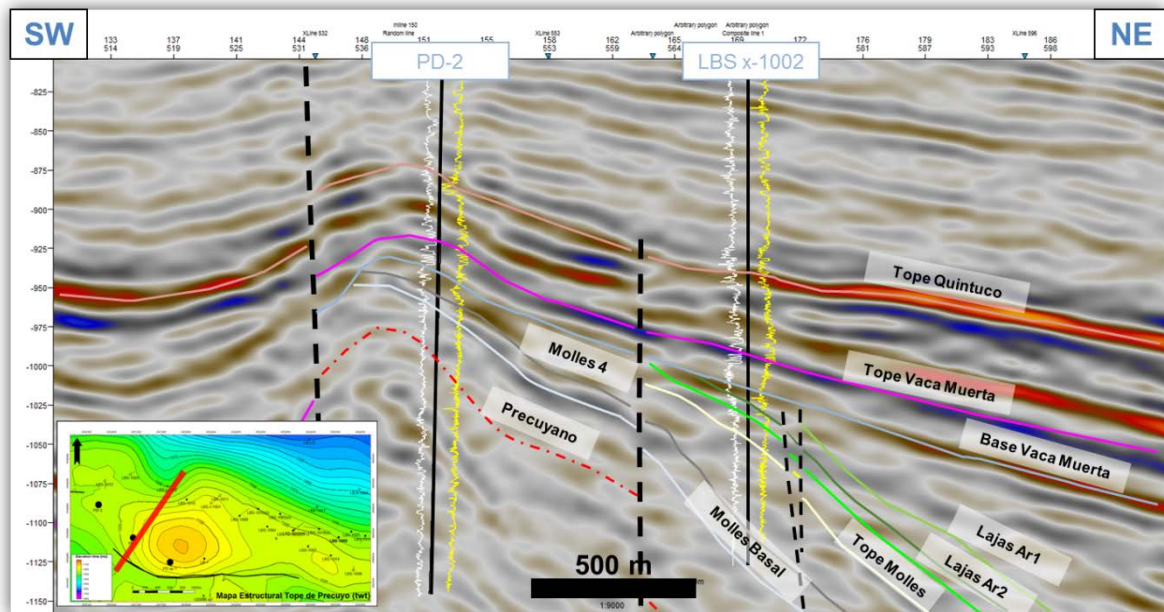 SW
NE
Inline 150
Random line
XLine 532
XLine 553
Arbitrary polygon
Arbitrary polygon
Arbitrary polygon
Composite line 1
XLine 596
133 137 141 144 148 151 155 158 162 165 169 172 176 179 183 186
514 519 525 531 536 553 559 564 570 581 587 593 598
PD-2
LBS x-1002
-825
-850
-875
-900
-925
-950
-975
-1000
-1025
-1050
-1075
-1100
-1125
-1150
Tope Quintuco
Tope Vaca Muerta
Base Vaca Muerta
Molles 4
Precuyano
Molles Basal
Tope Molles
Lajas Ar1
Lajas Ar2
500 m
1:9000
Mapa Estructural Tope de Precuyo (twt)